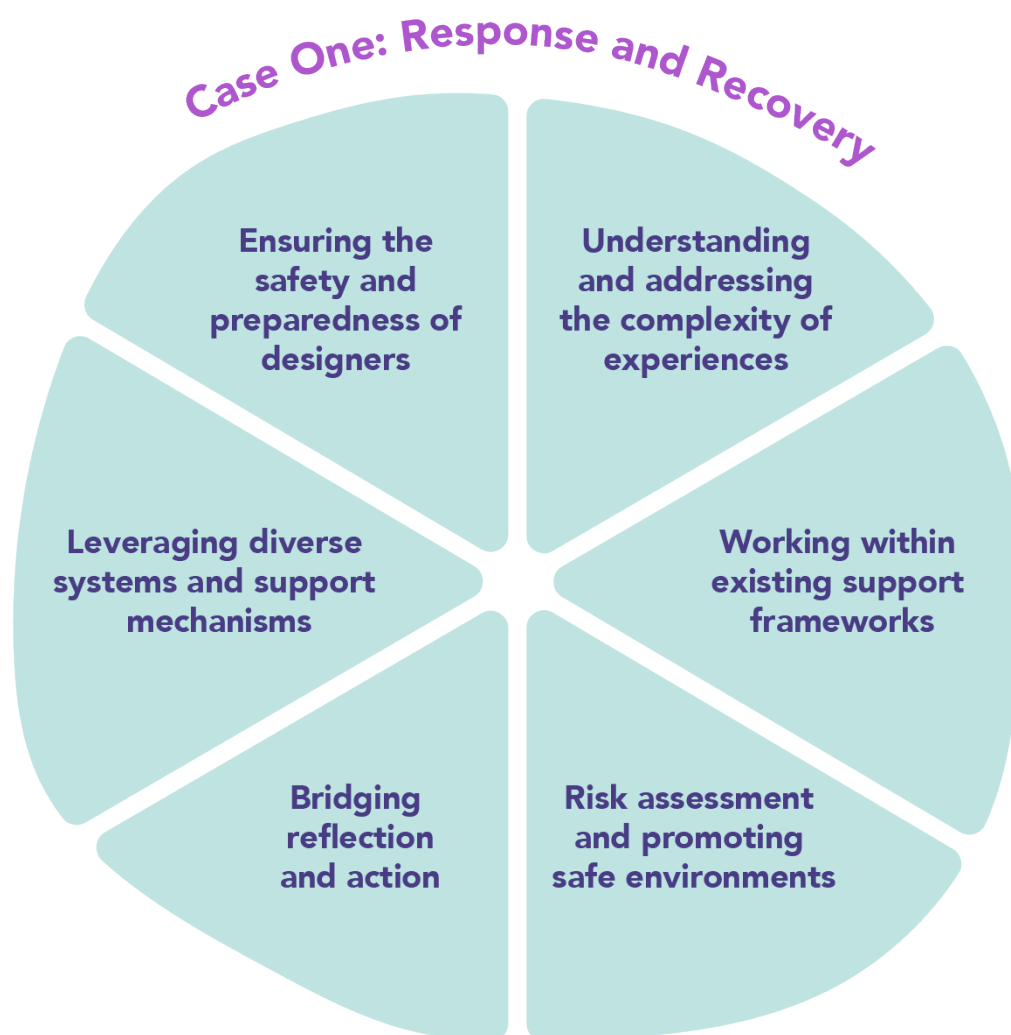 Case One: Response and Recovery
Ensuring the
safety and
preparedness of
designers
Understanding
and addressing
the complexity of
experiences
Leveraging diverse
systems and support
mechanisms
Working within
existing support
frameworks
Bridging
reflection
and action
Risk assessment
and promoting
safe environments